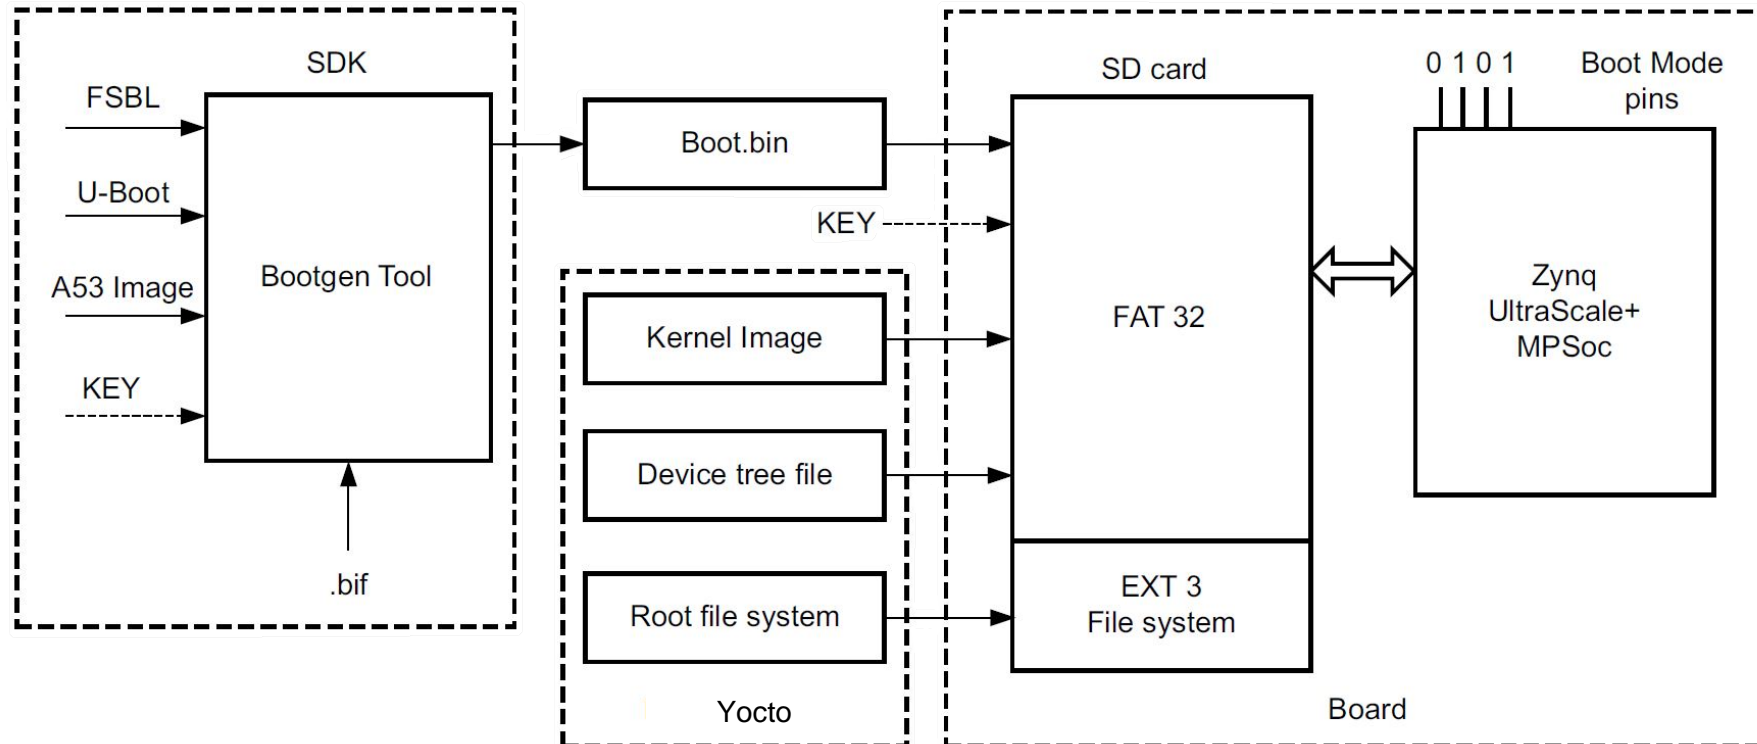 SDK
FSBL
U-Boot
A53 Image
KEY
Bootgen Tool
.bif
Boot.bin
KEY
Kernel Image
Device tree file
Root file system
Yocto
SD card
FAT 32
EXT 3
File system
0 1 0 1
Boot Mode
pins
Zynq
UltraScale+
MPSoc
Board